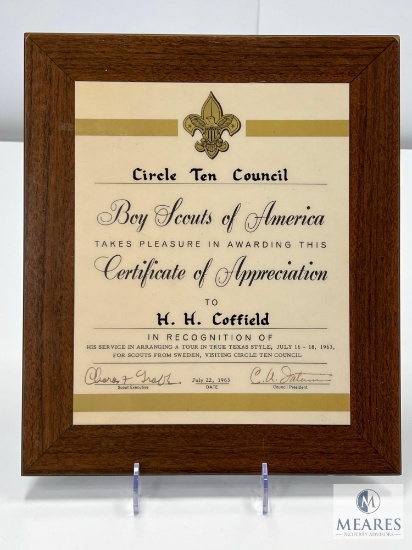 Circle Ten Council
Boy Scouts of America
TAKES PLEASURE IN AWARDING THIS
Certificate of Appreciation
TO
H. H. Coffield
IN RECOGNITION OF
HIS SERVICE IN ARRANGING A TOUR IN TRUE TEXAS STYLE, JULY 16 - 18, 1963,
FOR SCOUTS FROM SWEDEN, VISITING CIRCLE TEN COUNCIL
July 22, 1963
Scout Executive DATE Council President
M
MEARES
PROPERTY ADVISORS